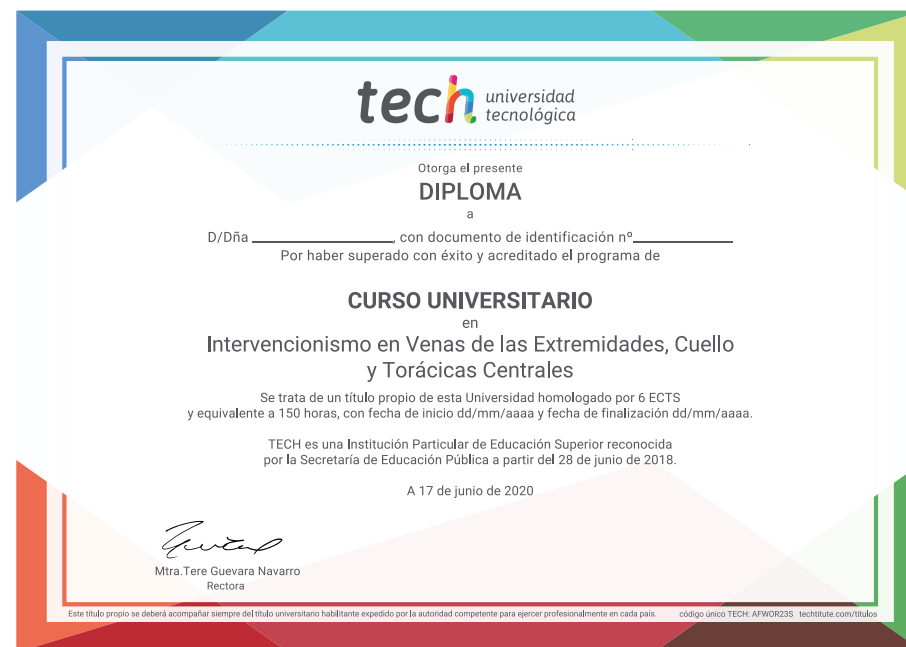 tech universidad
tecnológica
Otorga el presente
DIPLOMA
a
D/Dña ____________________, con documento de identificación nº______________
Por haber superado con éxito y acreditado el programa de
CURSO UNIVERSITARIO
en
Intervencionismo en Venas de las Extremidades, Cuello
y Torácicas Centrales
Se trata de un título propio de esta Universidad homologado por 6 ECTS
y equivalente a 150 horas, con fecha de inicio dd/mm/aaaa y fecha de finalización dd/mm/aaaa.
TECH es una Institución Particular de Educación Superior reconocida
por la Secretaría de Educación Pública a partir del 28 de junio de 2018.
A 17 de junio de 2020
Mtra.Tere Guevara Navarro
Rectora
Este título propio se deberá acompañar siempre del título universitario habilitante expedido por la autoridad competente para ejercer profesionalmente en cada país. código único TECH: AFWOR23S techtitute.com/titulos